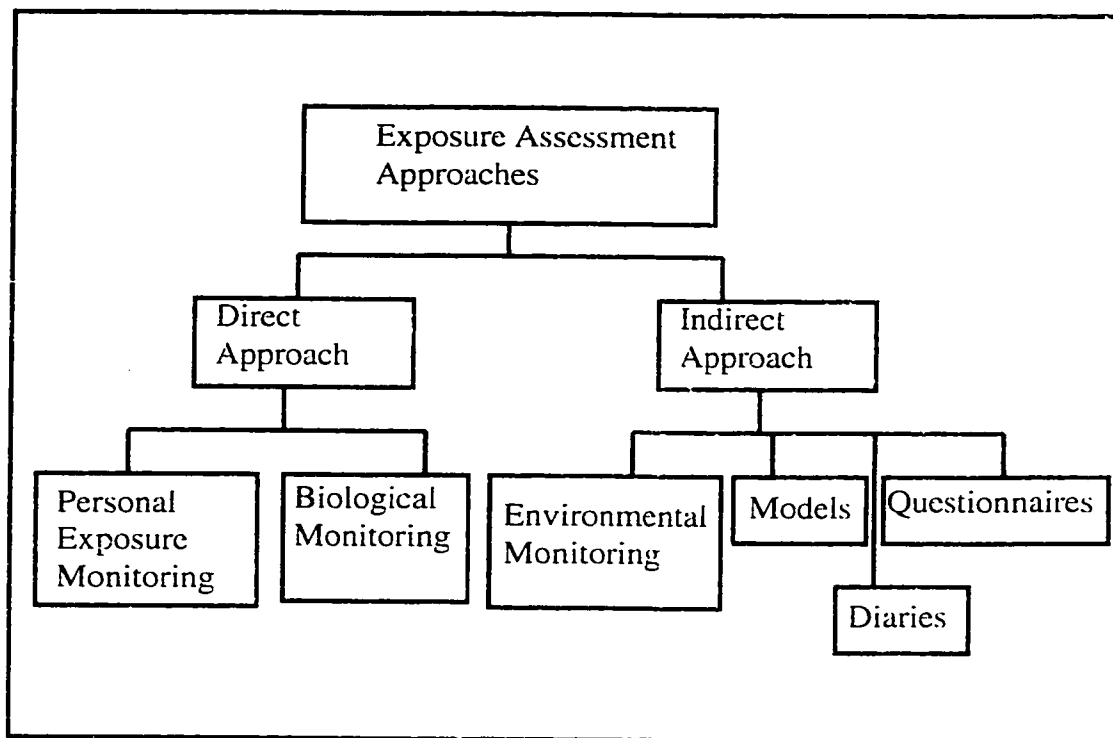 Exposure Assessment
Approaches
Direct
Approach
Indirect
Approach
Personal
Exposure
Monitoring
Biological
Monitoring
Environmental
Monitoring
Models
Questionnaires
Diaries